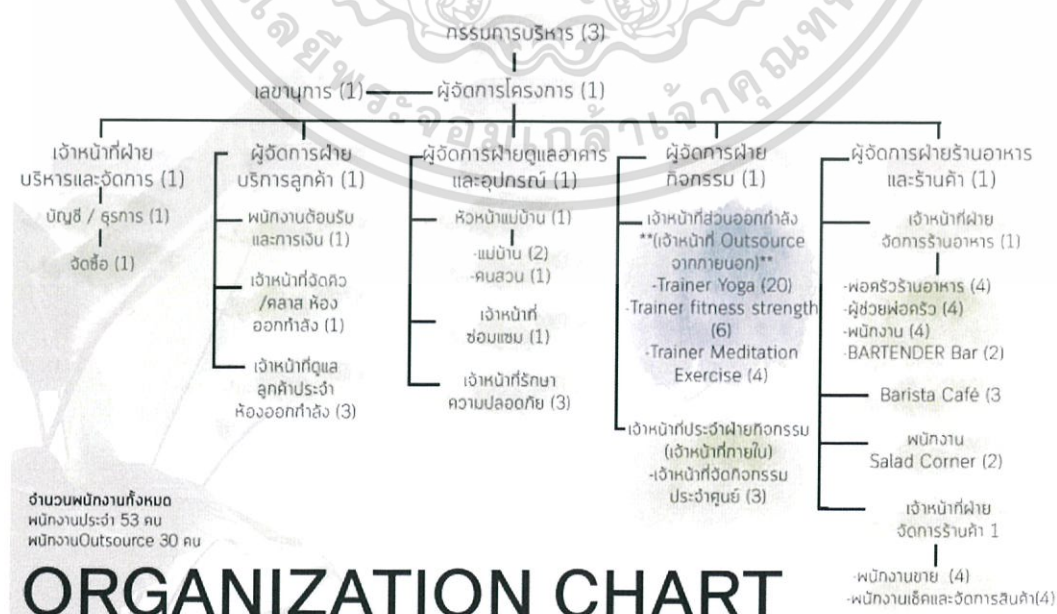 กรรมการบริหาร (3)
เลขานุการ (1)
ผู้จัดการโครงการ (1)
เจ้าหน้าที่ฝ่าย
บริหารและจัดการ (1)
บัญชี / ธุรการ (1)
จัดซื้อ (1)
ผู้จัดการฝ่าย
บริการลูกค้า (1)
พนักงานต้อนรับ
และการเงิน (1)
เจ้าหน้าที่จัดคิว
/คลาส ห้อง
ออกกำลัง (1)
เจ้าหน้าที่ดูแล
ลูกค้าประจำ
ห้องออกกำลัง (3)
ผู้จัดการฝ่ายดูแลอาคาร
และอุปกรณ์ (1)
หัวหน้าแม่บ้าน (1)
-แม่บ้าน (2)
-คนสวน (1)
เจ้าหน้าที่
ซ่อมแซม (1)
เจ้าหน้าที่รักษา
ความปลอดภัย (3)
ผู้จัดการฝ่าย
กิจกรรม (1)
เจ้าหน้าที่ส่วนออกกำลัง
**(เจ้าหน้าที่ Outsource
จากภายนอก)**
-Trainer Yoga (20)
-Trainer fitness strength
(6)
-Trainer Meditation
Exercise (4)
เจ้าหน้าที่ประจำฝ่ายกิจกรรม
(เจ้าหน้าที่ภายใน)
-เจ้าหน้าที่จัดกิจกรรม
ประจำศูนย์ (3)
ผู้จัดการฝ่ายร้านอาหาร
และร้านค้า (1)
เจ้าหน้าที่ฝ่าย
จัดการร้านอาหาร (1)
-พ่อครัวร้านอาหาร (4)
-ผู้ช่วยพ่อครัว (4)
-พนักงาน (4)
-BARTENDER Bar (2)
Barista Café (3
พนักงาน
Salad Corner (2)
เจ้าหน้าที่ฝ่าย
จัดการร้านค้า 1
-พนักงานขาย (4)
-พนักงานเช็คและจัดการสินค้า(4)
จำนวนพนักงานทั้งหมด
พนักงานประจำ 53 คน
พนักงานOutsource 30 คน
ORGANIZATION CHART